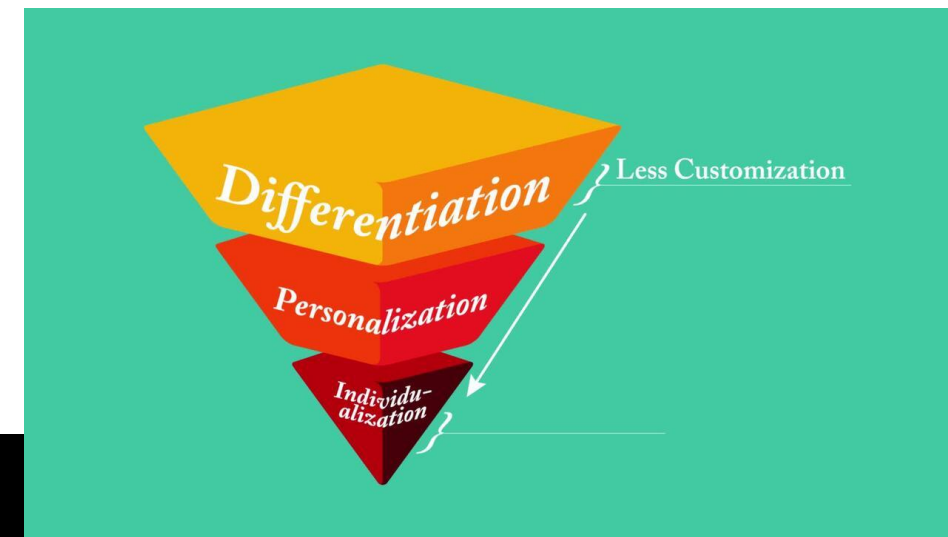 Differentiation
Less Customization
Personalization
Individu-
alization